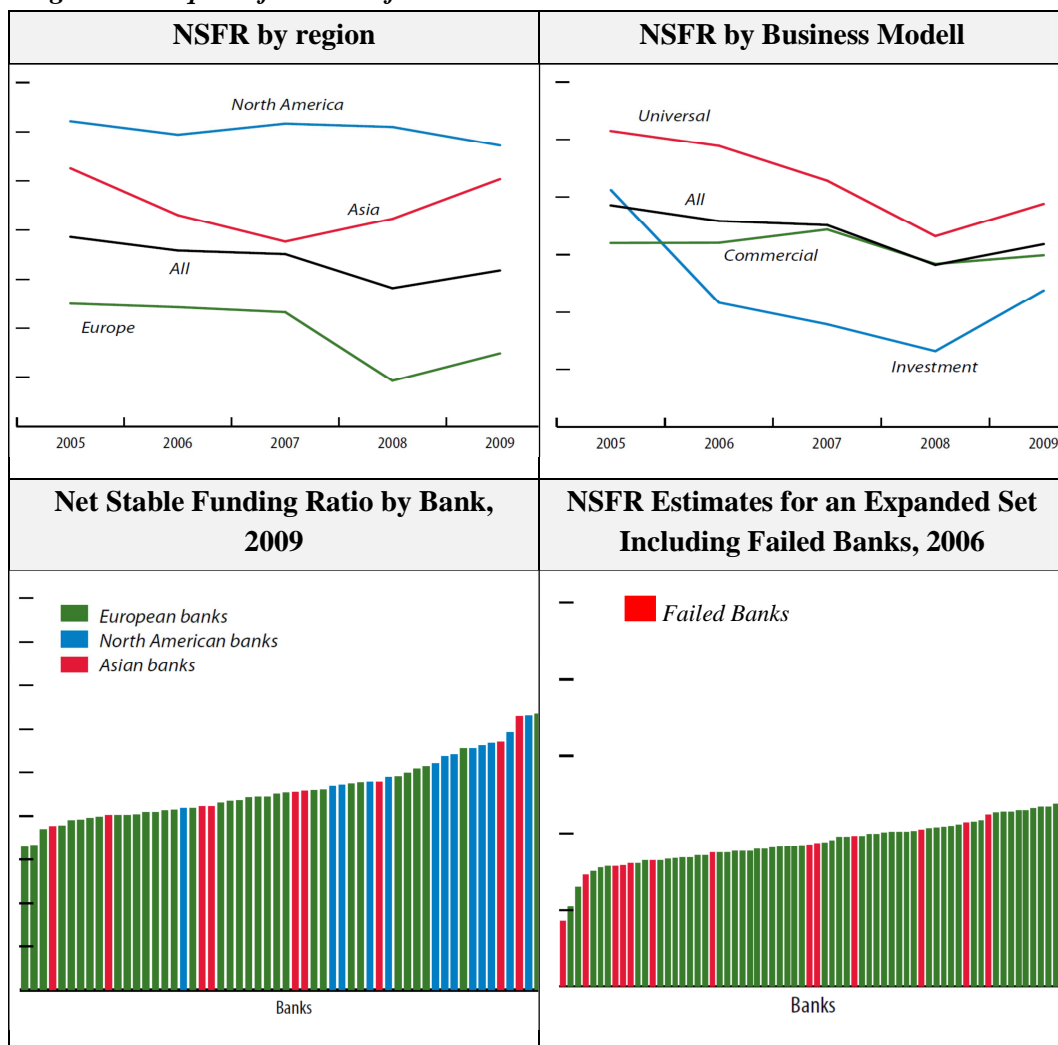 NSFR by region
NSFR by Business Modell
North America
Asia
All
Europe
2005 2006 2007 2008 2009
Universal
All
Commercial
Investment
2005 2006 2007 2008 2009
Net Stable Funding Ratio by Bank,
2009
NSFR Estimates for an Expanded Set
Including Failed Banks, 2006
European banks
North American banks
Asian banks
Banks
Failed Banks
Banks